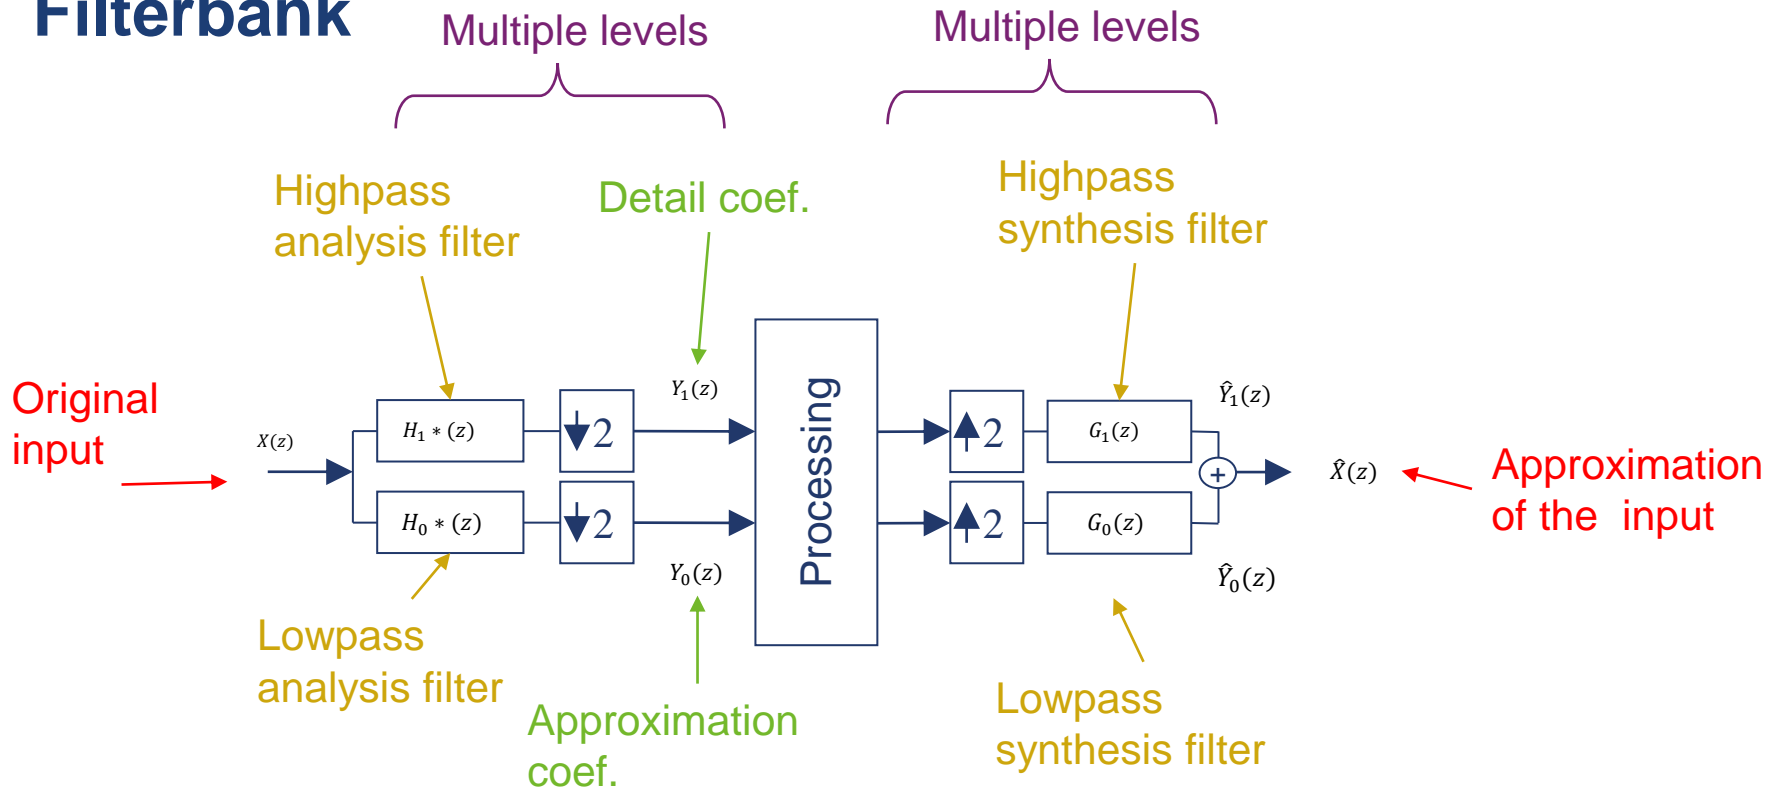 Filterbank
Multiple levels
Multiple levels
Highpass
analysis filter
Detail coef.
Highpass
synthesis filter
Original
input
X(z)
H₁ ∗ (z)
↓2
Y₁(z)
Processing
↑2
G₁(z)
Ŷ₁(z)
+
X̂(z)
Approximation
of the input
H₀ ∗ (z)
↓2
Y₀(z)
↑2
G₀(z)
Ŷ₀(z)
Lowpass
analysis filter
Approximation
coef.
Lowpass
synthesis filter